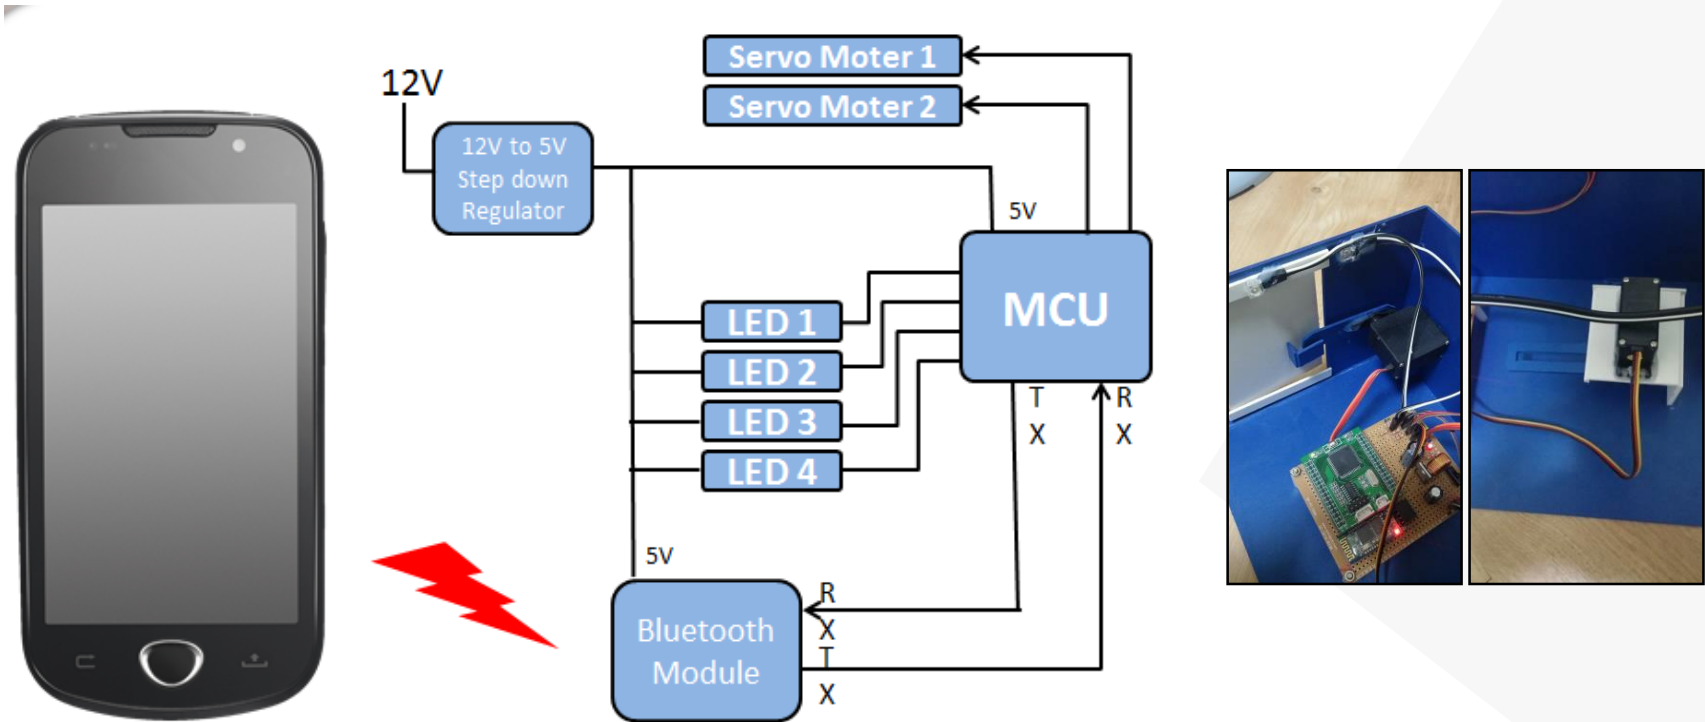 Servo Moter 1
Servo Moter 2
12V
12V to 5V
Step down
Regulator
5V
MCU
LED 1
LED 2
LED 3
LED 4
T
X
R
X
5V
Bluetooth
Module
R
X
T
X